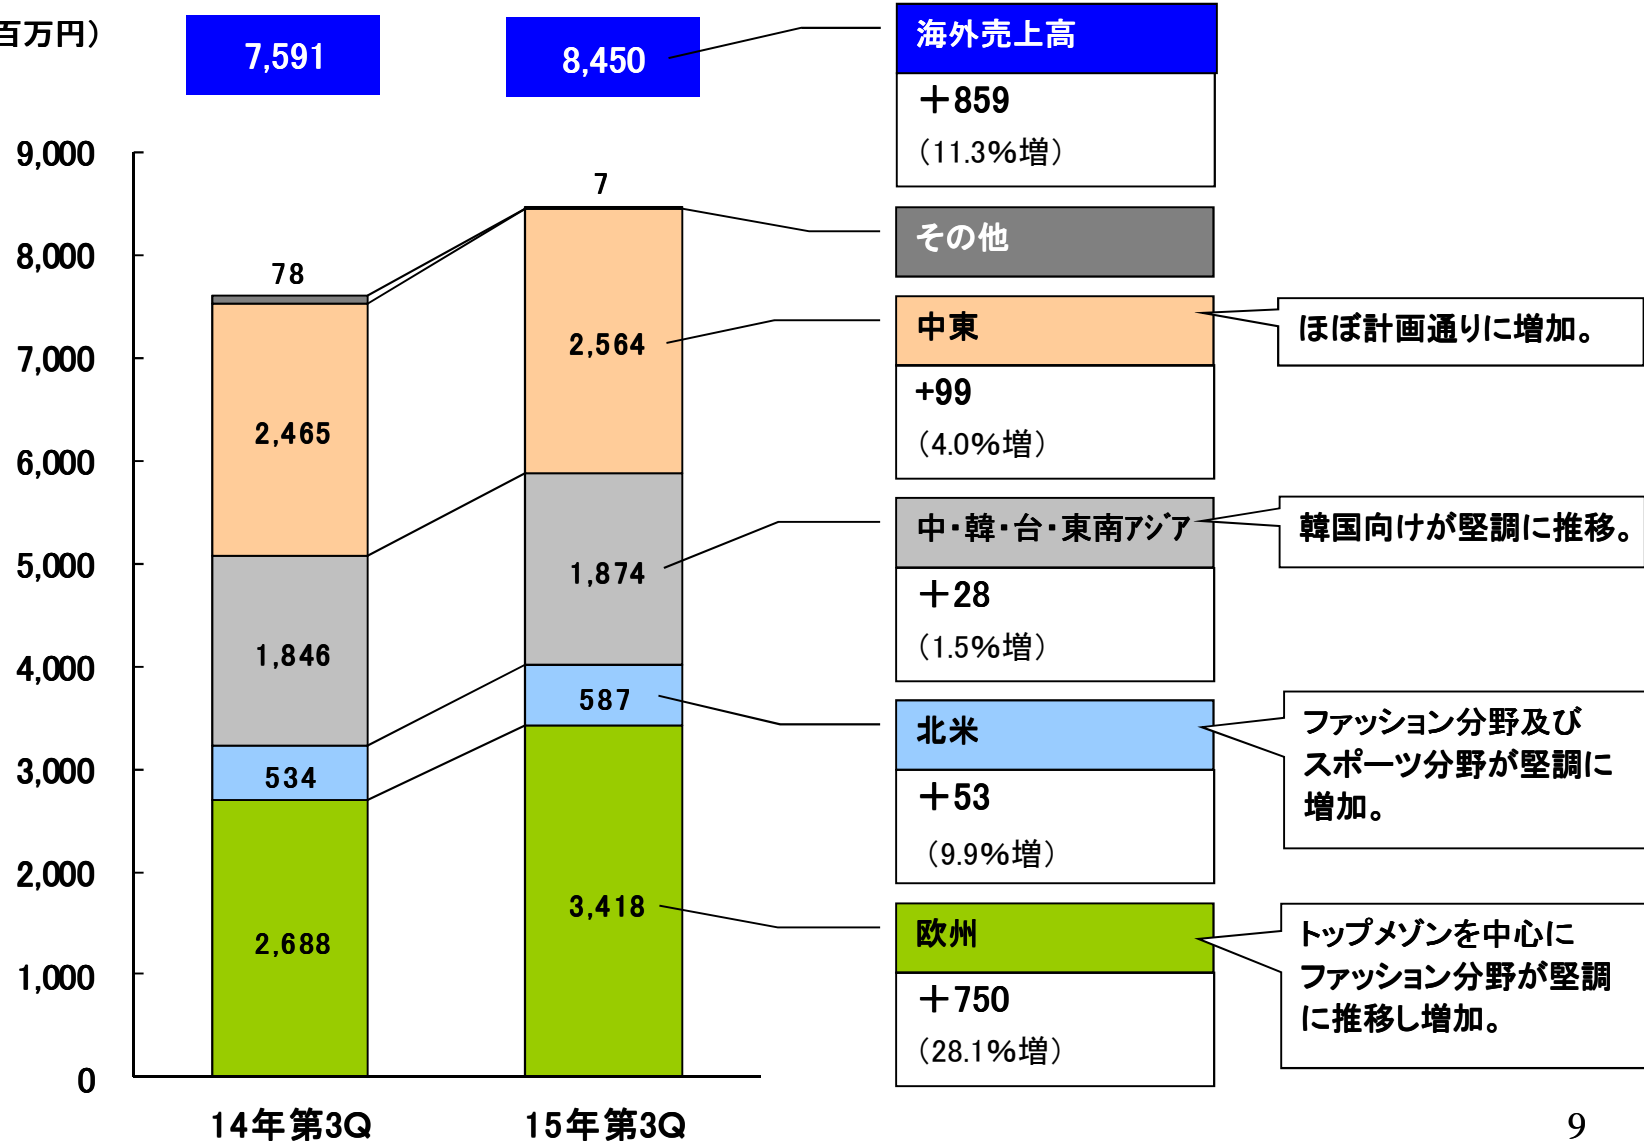 百万円）
7,591
8,450
海外売上高
＋859
（11.3%増）
9,000
8,000
7,000
6,000
5,000
4,000
3,000
2,000
1,000
0
78
2,465
1,846
534
2,688
7
2,564
1,874
587
3,418
14年第3Q
15年第3Q
その他
中東
+99
（4.0%増）
ほぼ計画通りに増加。
中・韓・台・東南アジア
＋28
（1.5%増）
韓国向けが堅調に推移。
北米
＋53
（9.9%増）
ファッション分野及び
スポーツ分野が堅調に
増加。
欧州
＋750
（28.1%増）
トップメゾンを中心に
ファッション分野が堅調
に推移し増加。
9